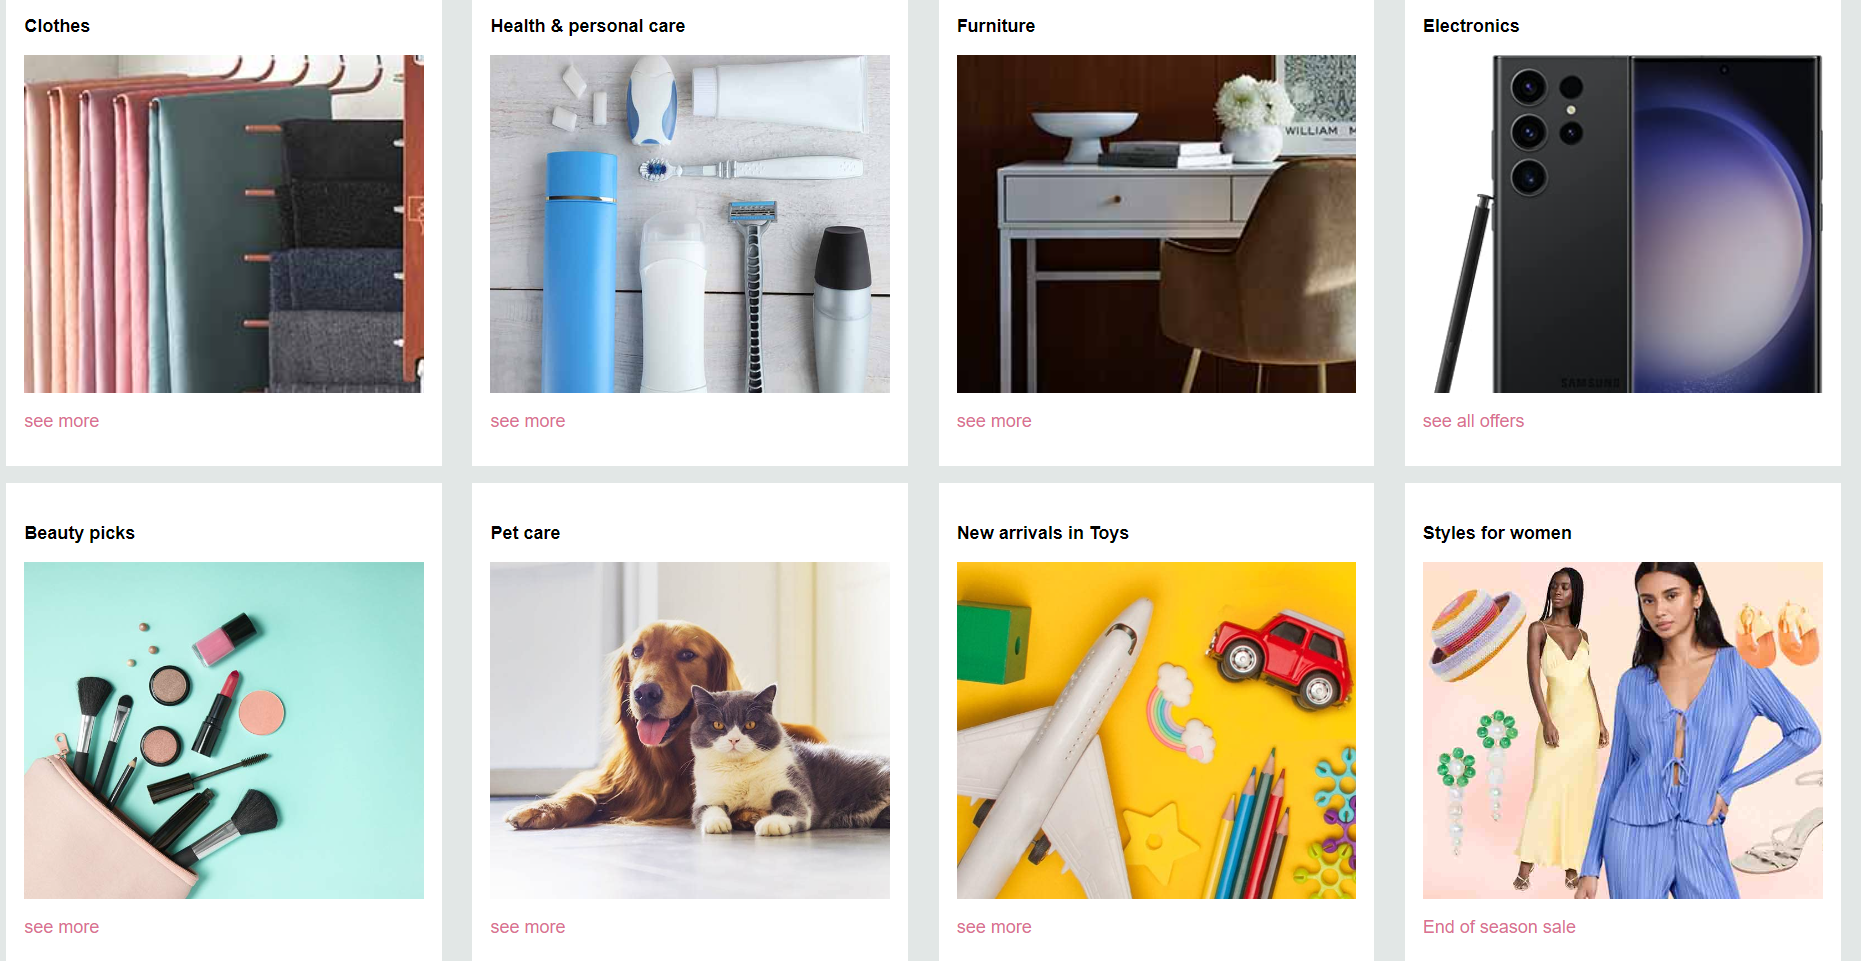 Clothes
Health & personal care
Furniture
Electronics
WILLIAM M
SAMSUNG
see more
see more
see more
see all offers
Beauty picks
Pet care
New arrivals in Toys
Styles for women
see more
see more
see more
End of season sale